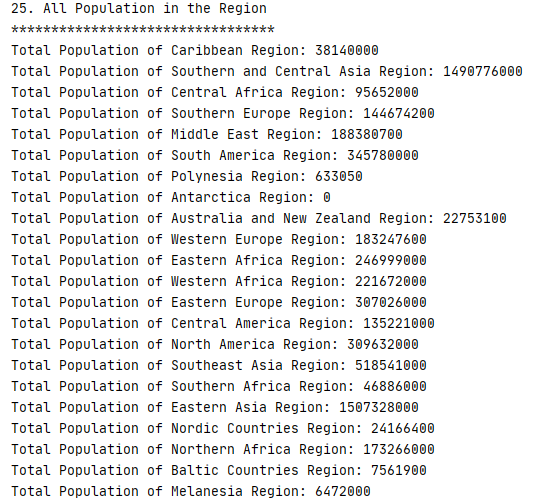 25. All Population in the Region
*********************************
Total Population of Caribbean Region: 38140000
Total Population of Southern and Central Asia Region: 1490776000
Total Population of Central Africa Region: 95652000
Total Population of Southern Europe Region: 144674200
Total Population of Middle East Region: 188380700
Total Population of South America Region: 345780000
Total Population of Polynesia Region: 633050
Total Population of Antarctica Region: 0
Total Population of Australia and New Zealand Region: 22753100
Total Population of Western Europe Region: 183247600
Total Population of Eastern Africa Region: 246999000
Total Population of Western Africa Region: 221672000
Total Population of Eastern Europe Region: 307026000
Total Population of Central America Region: 135221000
Total Population of North America Region: 309632000
Total Population of Southeast Asia Region: 518541000
Total Population of Southern Africa Region: 46886000
Total Population of Eastern Asia Region: 1507328000
Total Population of Nordic Countries Region: 24166400
Total Population of Northern Africa Region: 173266000
Total Population of Baltic Countries Region: 7561900
Total Population of Melanesia Region: 6472000